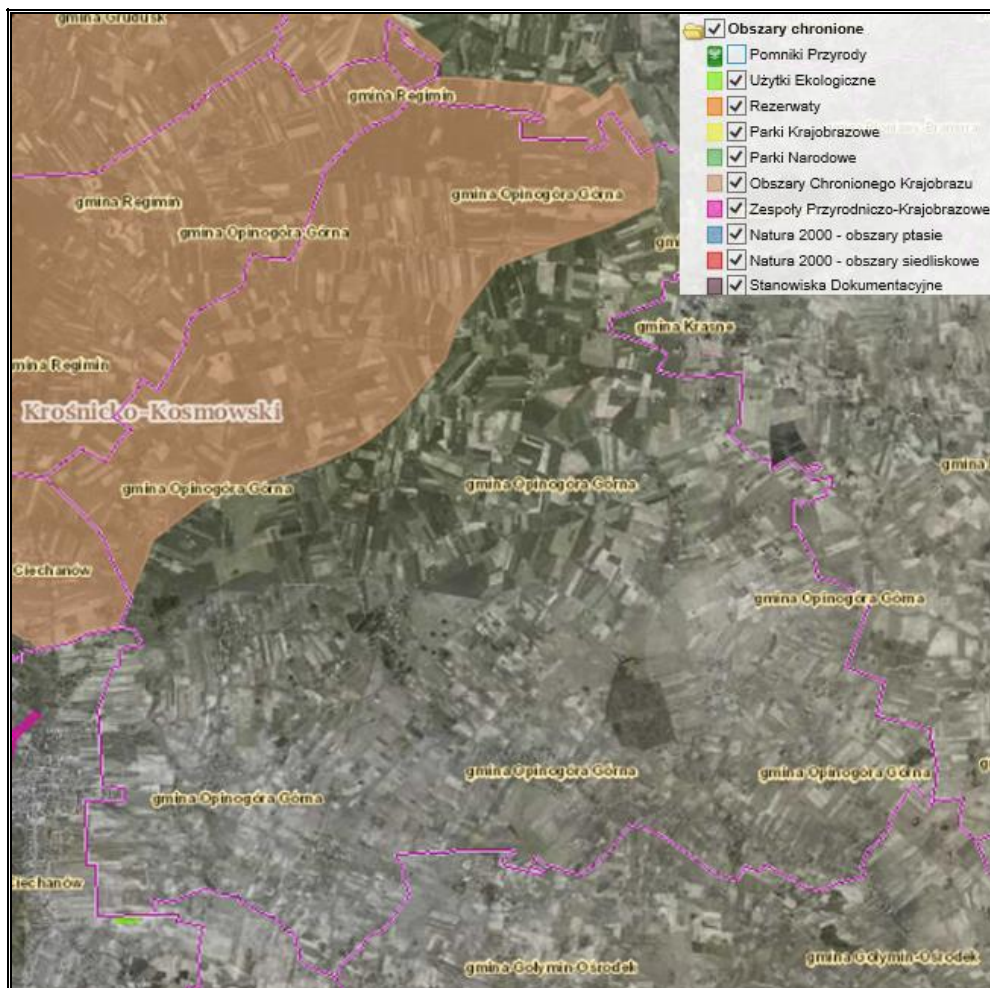 gmina Grudusk
gmina Regimin
gmina Opinogóra Górna
gmina Regimin
gmina Opinogóra Górna
gmina Krasne
mina Regimin
Krośnicko-Kosmowski
gmina Opinogóra Górna
gmina Opinogóra Górna
Ciechanów
gmina Opinogóra Górna
gmina Opinogóra Górna
gmina Opinogóra Górna
gmina Opinogóra Górna
Ciechanów
gmina Gołymin-Ośrodek
gmina Gołymin-Ośrodek
Obszary chronione
Pomniki Przyrody
Użytki Ekologiczne
Rezerwaty
Parki Krajobrazowe
Parki Narodowe
Obszary Chronionego Krajobrazu
Zespoły Przyrodniczo-Krajobrazowe
Natura 2000 - obszary ptasie
Natura 2000 - obszary siedliskowe
Stanowiska Dokumentacyjne